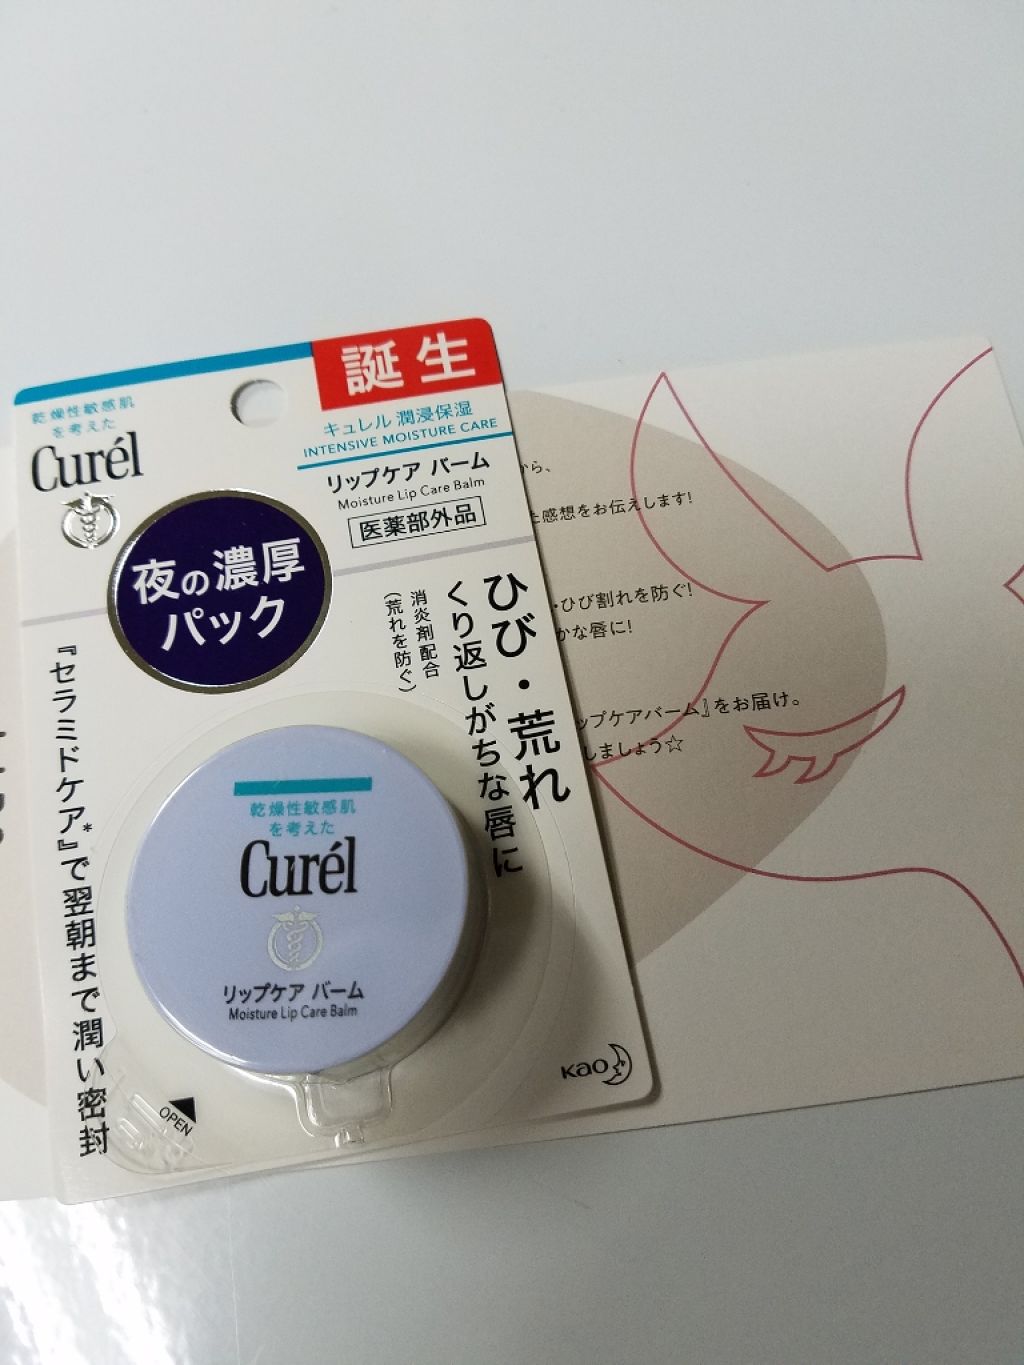 誕生
乾燥性敏感肌
を考えた
Curél
キュレル 潤浸保湿
INTENSIVE MOISTURE CARE
リップケア バーム
Moisture Lip Care Balm
医薬部外品
夜の濃厚
パック
ひび・荒れ
くり返しがちな唇に
消炎剤配合
(荒れを防ぐ)
『セラミドケア*』で翌朝まで潤い密封
乾燥性敏感肌
を考えた
Curél
リップケア バーム
Moisture Lip Care Balm
OPEN
kao
から、
た感想をお伝えします!
・ひび割れを防ぐ!
かな唇に!
ップケアバーム』をお届け。
しましょう☆